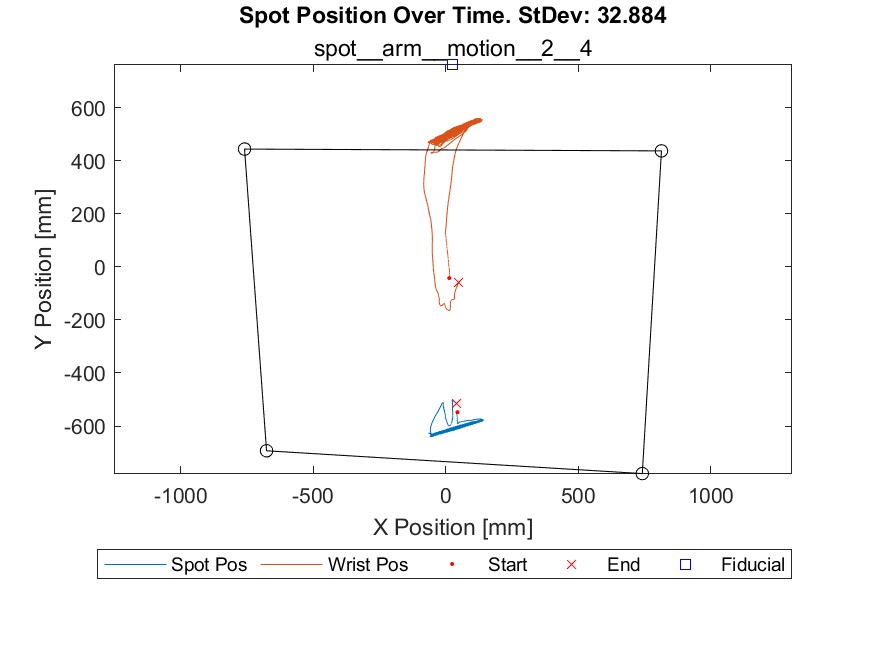 Spot Position Over Time. StDev: 32.884
spot__arm__motion__2__4
600
400
200
0
-200
-400
-600
Y Position [mm]
-1000 -500 0 500 1000
X Position [mm]
Spot Pos Wrist Pos Start End Fiducial